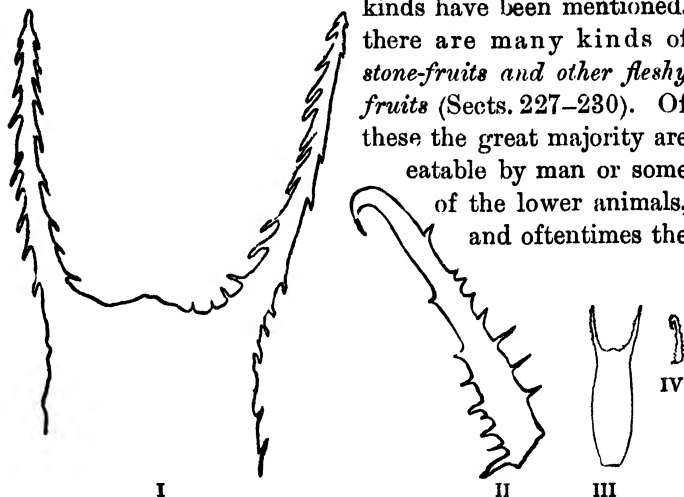 kinds have been mentioned,
there are many kinds of
stone-fruits and other fleshy
fruits (Sects. 227–230). Of
these the great majority are
eatable by man or some
of the lower animals,
and oftentimes the
IV
I
II
III